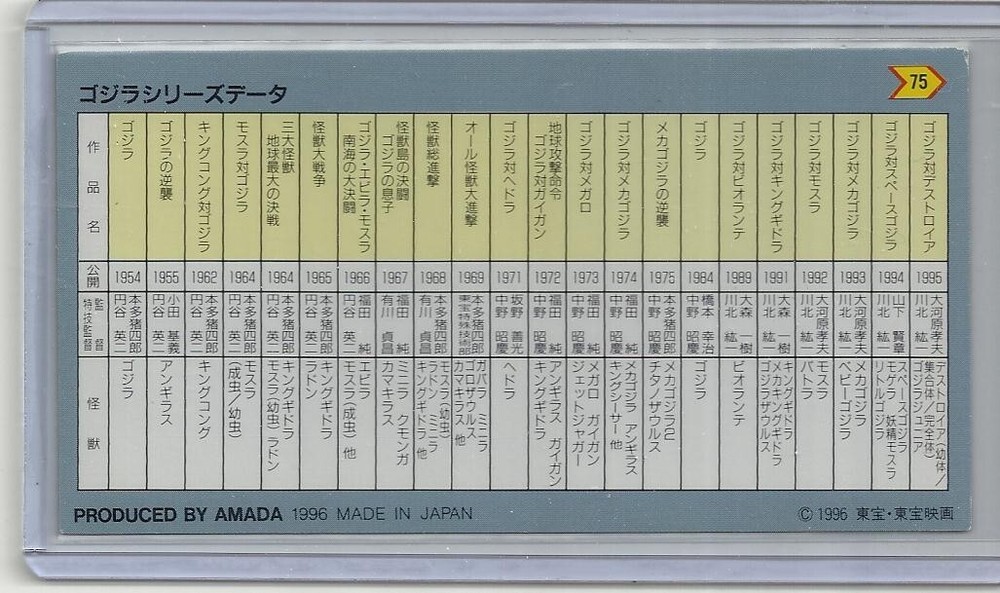 ゴジラシリーズデータ
75
作品名
公開
監督
特技監督
怪獣
ゴジラ
1954
本多猪四郎
円谷 英二
ゴジラ
ゴジラの逆襲
1955
小田 基義
円谷 英二
アンギラス
キングコング対ゴジラ
1962
本多猪四郎
円谷 英二
キングコング
モスラ対ゴジラ
1964
本多猪四郎
円谷 英二
モスラ
(成虫/幼虫)
三大怪獣
地球最大の決戦
1964
本多猪四郎
円谷 英二
キングギドラ
モスラ(幼虫) ラドン
怪獣大戦争
1965
本多猪四郎
円谷 英二
キングギドラ
ラドン
ゴジラ・エビラ・モスラ
南海の大決闘
1966
福田 純
円谷 英二
エビラ
モスラ(成虫) 他
怪獣島の決闘
ゴジラの息子
1967
福田 純
有川 貞昌
ミニラ クモンガ
カマキラス
怪獣総進撃
1968
本多猪四郎
有川 貞昌
モスラ(幼虫)
ラドン ミニラ
キングギドラ 他
オール怪獣大進撃
1969
本多猪四郎
東宝特殊技術部
ガバラ ミニラ
ゴロザウルス
カマキラス 他
ゴジラ対ヘドラ
1971
坂野 善光
中野 昭慶
ヘドラ
地球攻撃命令
ゴジラ対ガイガン
1972
福田 純
中野 昭慶
アンギラス ガイガン
キングギドラ
ゴジラ対メガロ
1973
福田 純
中野 昭慶
メガロ ガイガン
ジェットジャガー
ゴジラ対メカゴジラ
1974
福田 純
中野 昭慶
メカゴジラ アンギラス
キングシーサー 他
メカゴジラの逆襲
1975
本多猪四郎
中野 昭慶
メカゴジラ2
チタノザウルス
ゴジラ
1984
橋本 幸治
中野 昭慶
ゴジラ
ゴジラ対ビオランテ
1989
大森 一樹
川北 紘一
ビオランテ
ゴジラ対キングギドラ
1991
大森 一樹
川北 紘一
キングギドラ
メカキングギドラ
ゴジラザウルス
ゴジラ対モスラ
1992
大河原孝夫
川北 紘一
モスラ
バトラ
ゴジラ対メカゴジラ
1993
大河原孝夫
川北 紘一
メカゴジラ
ベビーゴジラ
ゴジラ対スペースゴジラ
1994
山下 賢章
川北 紘一
スペースゴジラ
モゲラ 妖精モスラ
リトルゴジラ
ゴジラ対デストロイア
1995
大河原孝夫
川北 紘一
デストロイア(幼体/
集合体/完全体)
ゴジラジュニア
PRODUCED BY AMADA 1996 MADE IN JAPAN
© 1996 東宝・東宝映画